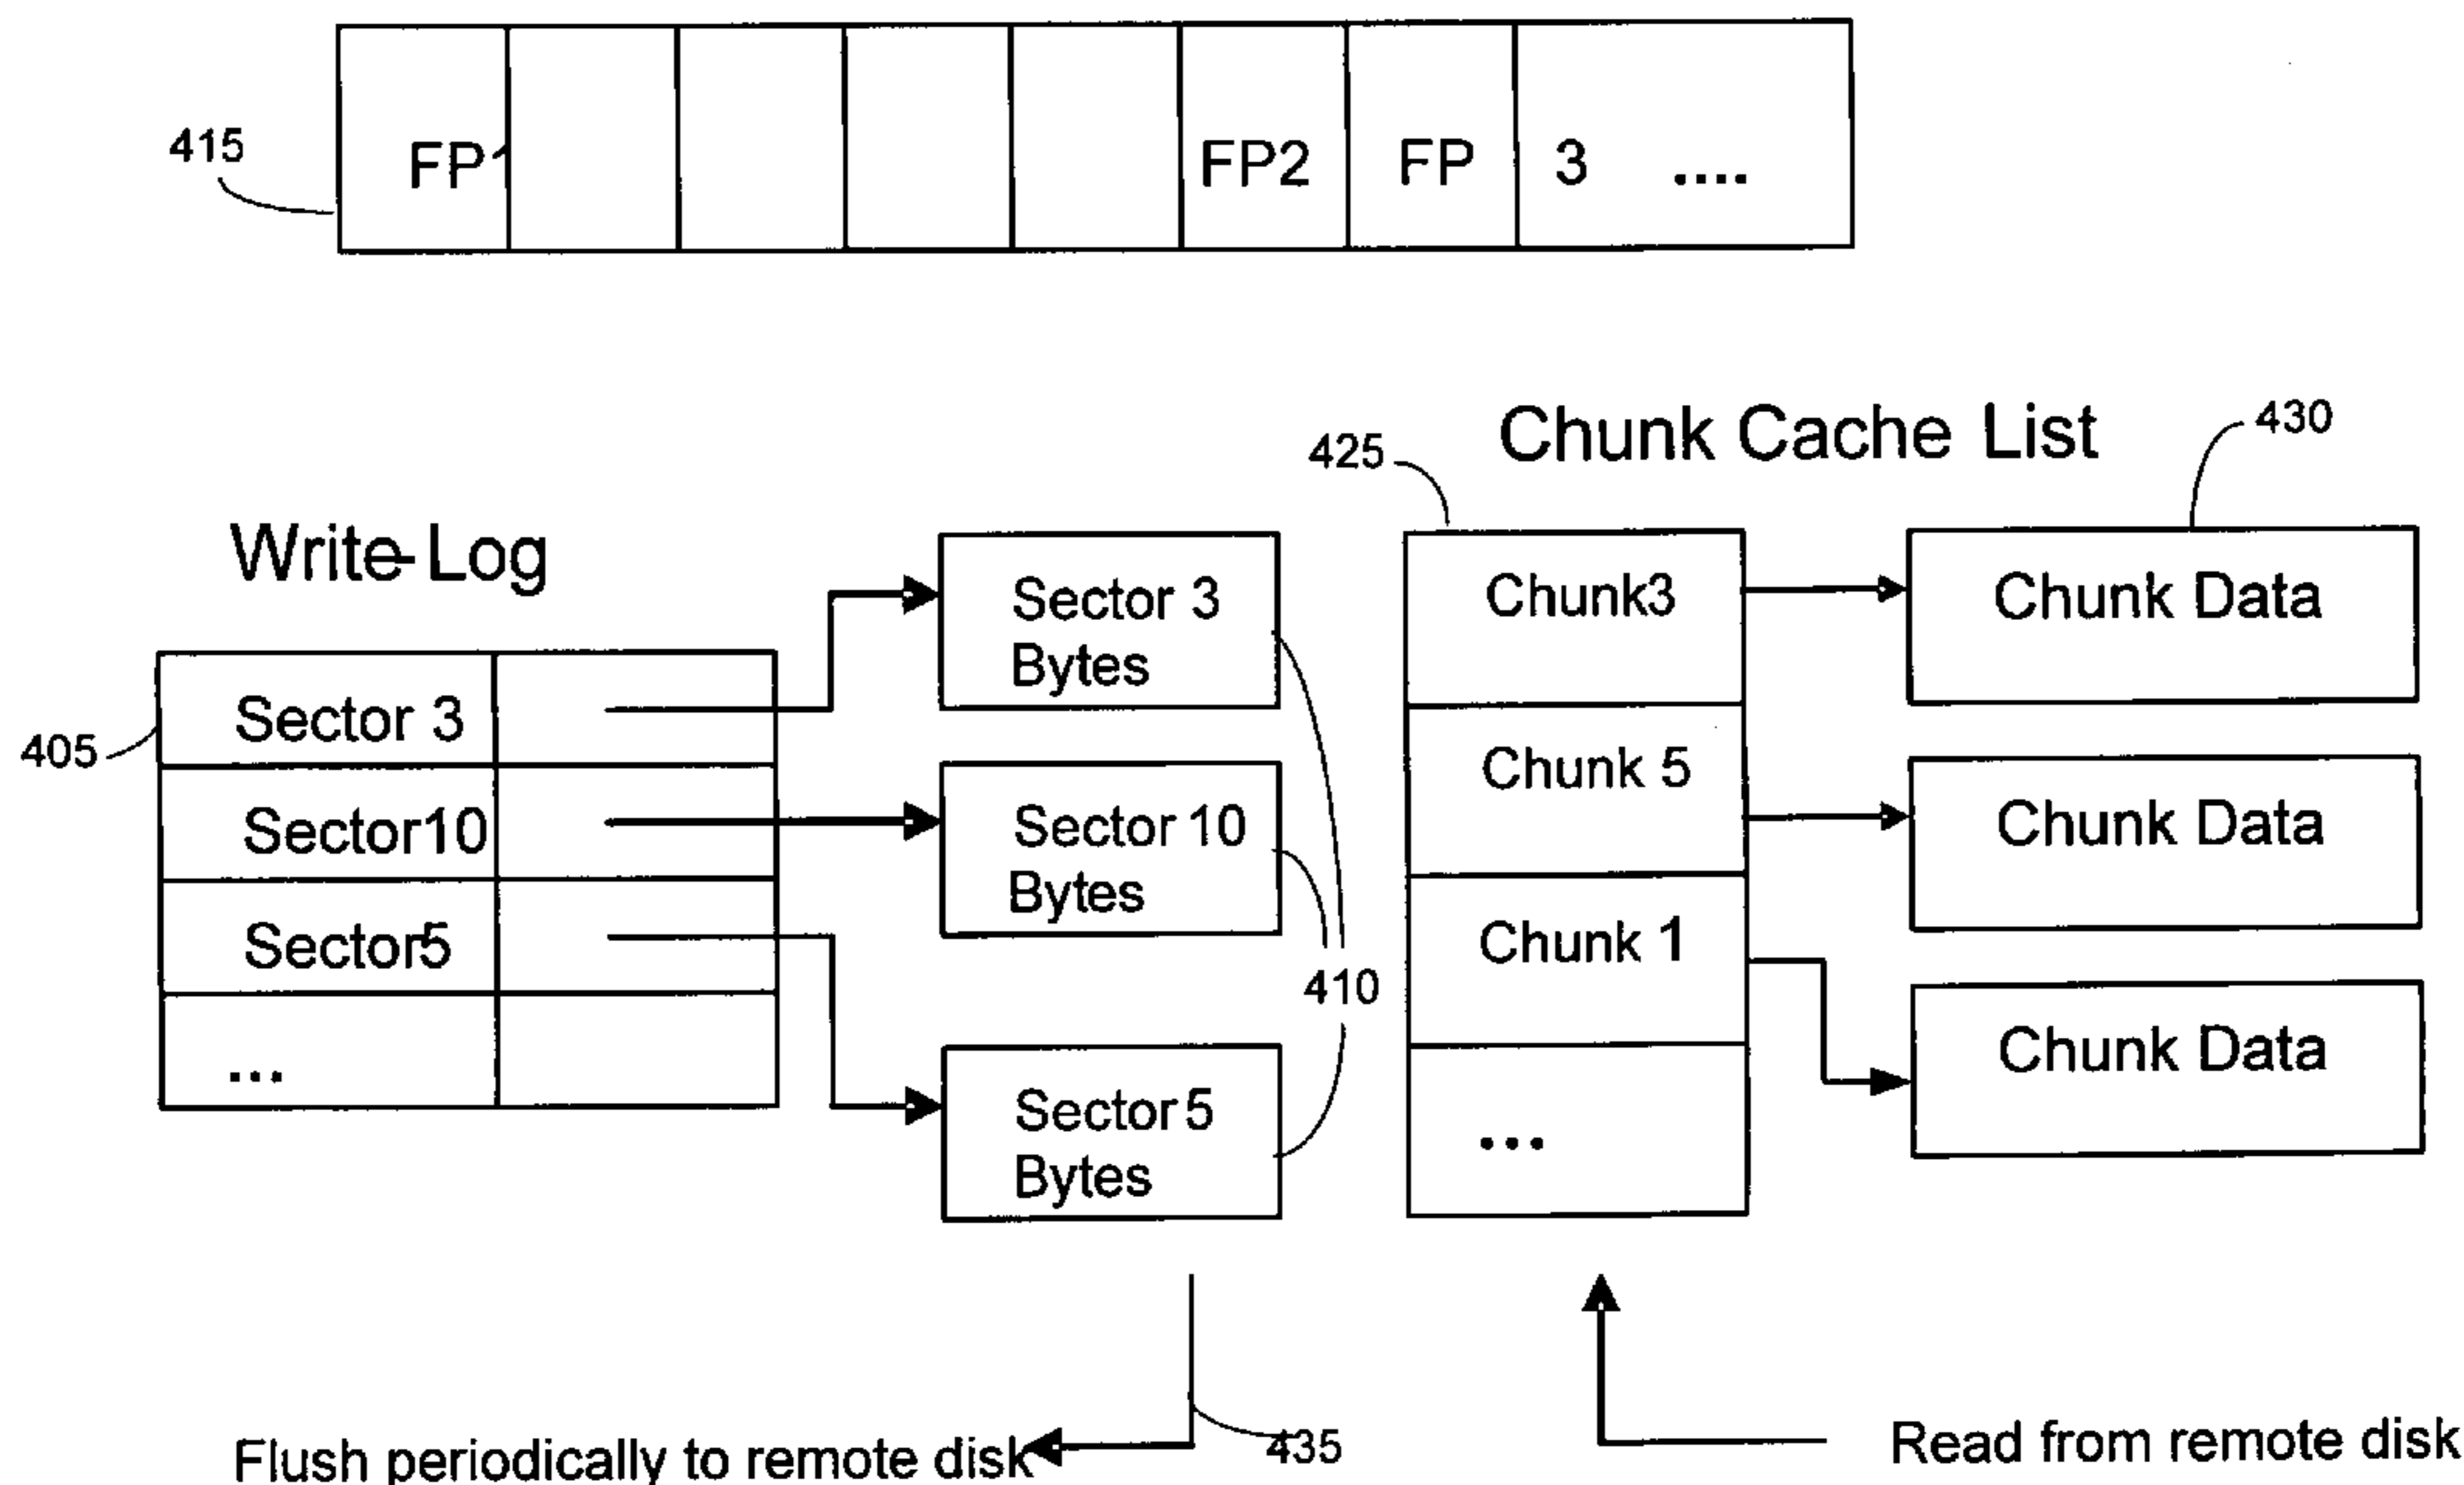 415
FP1
FP2
FP
3
....
Write-Log
405
Sector 3
Sector10
Sector5
...
Sector 3
Bytes
Sector 10
Bytes
Sector 5
Bytes
410
Chunk Cache List
425
430
Chunk3
Chunk 5
Chunk 1
...
Chunk Data
Chunk Data
Chunk Data
Flush periodically to remote disk
435
Read from remote disk